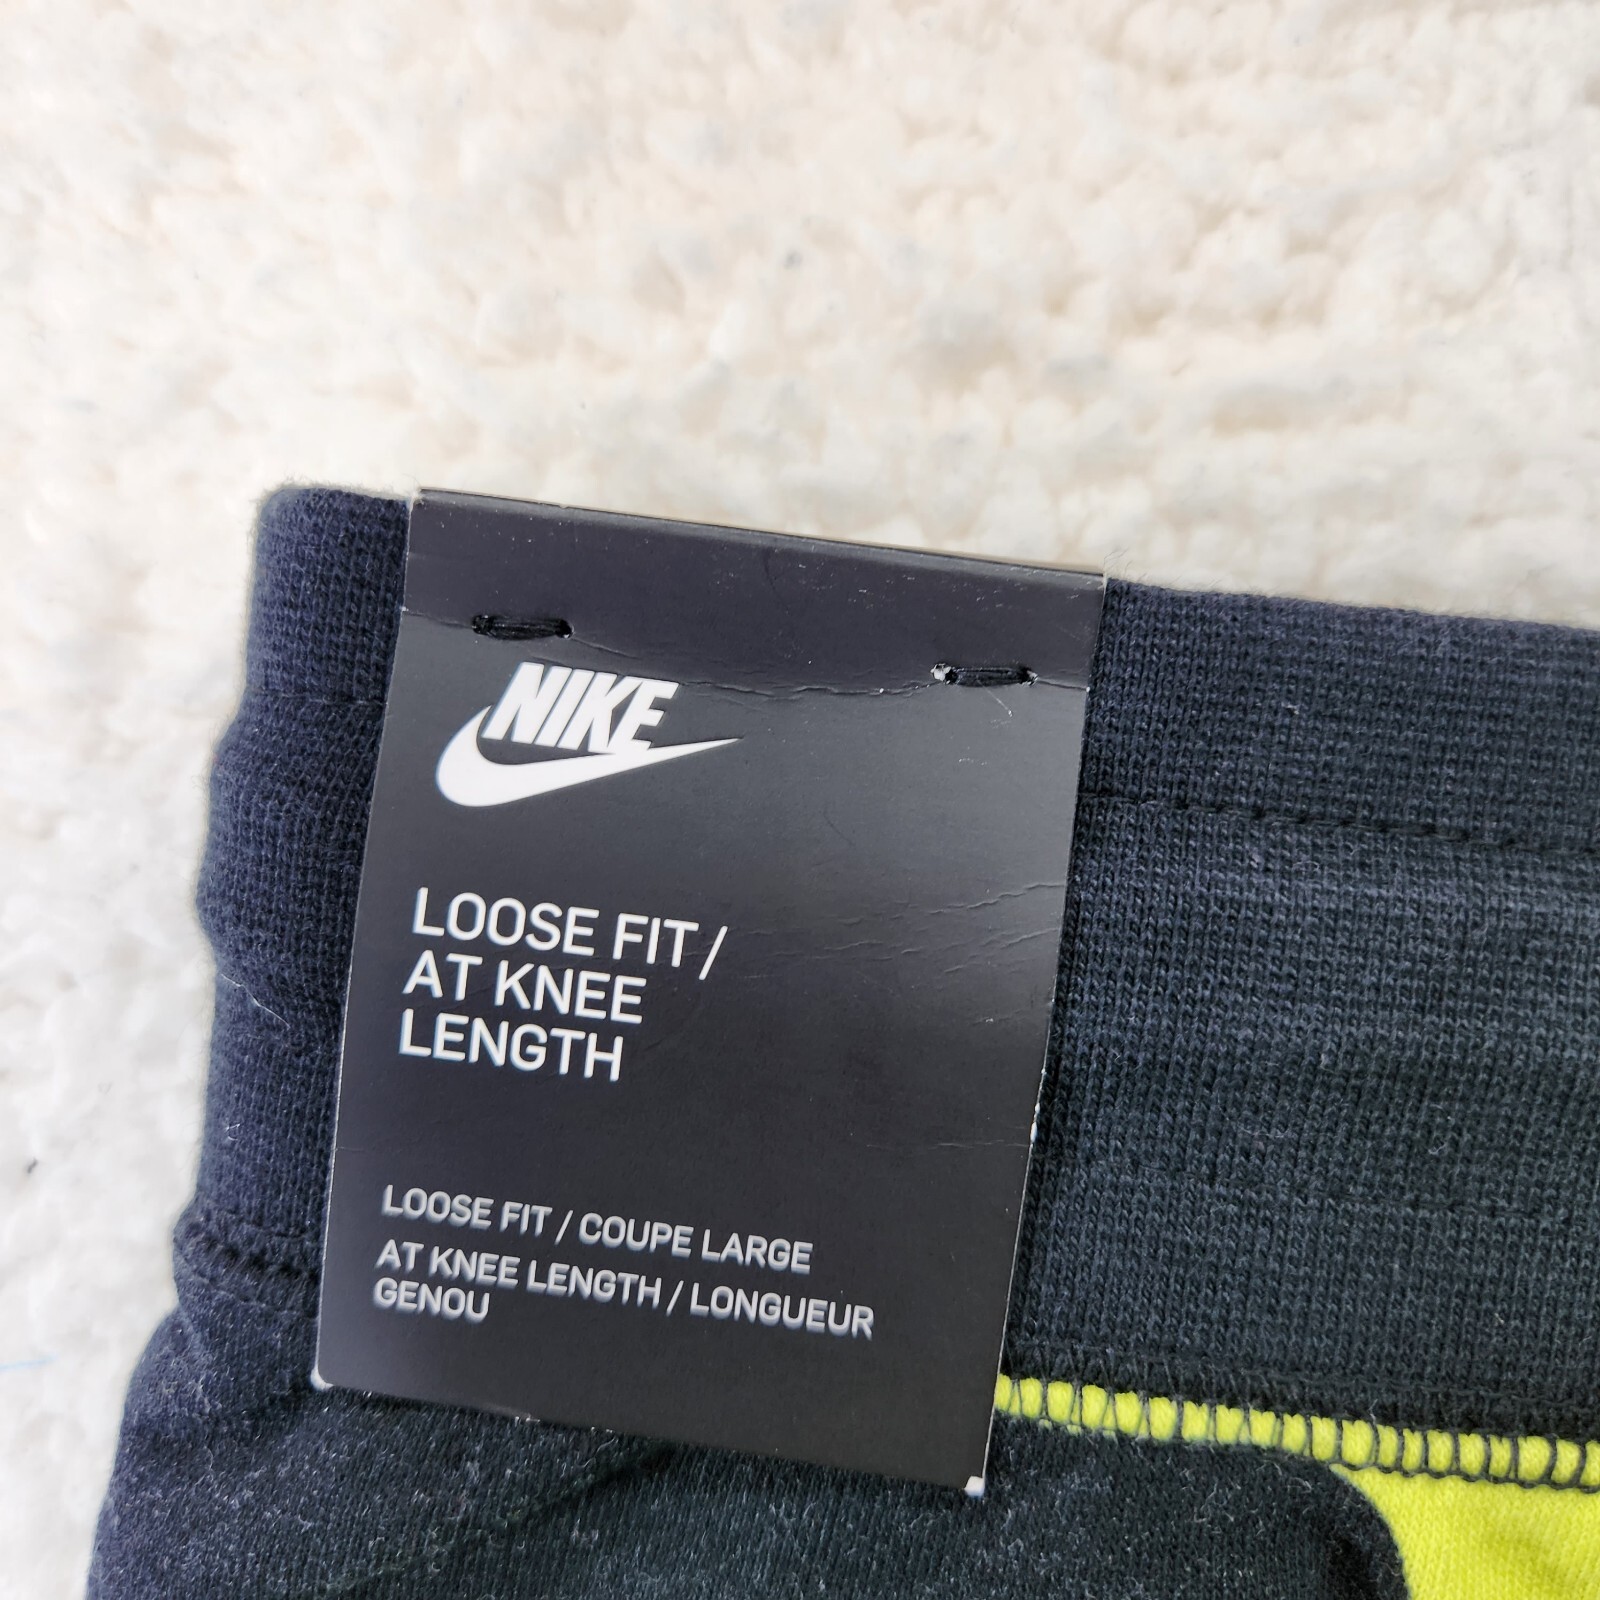 NIKE
LOOSE FIT /
AT KNEE
LENGTH
LOOSE FIT / COUPE LARGE
AT KNEE LENGTH / LONGUEUR
GENOU